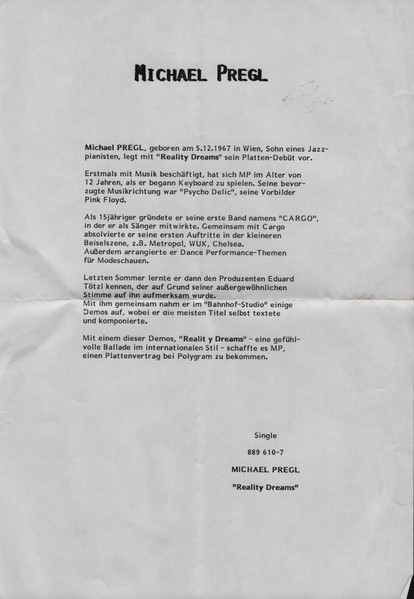 MICHAEL PREGL
Michael PREGL, geboren am 5.12.1967 in Wien, Sohn eines Jazz-
pianisten, legt mit "Reality Dreams" sein Platten-Debüt vor.
Erstmals mit Musik beschäftigt, hat sich MP im Alter von
12 Jahren, als er begann Keyboard zu spielen. Seine bevor-
zugte Musikrichtung war "Psycho Delic", seine Vorbilder
Pink Floyd.
Als 15jähriger gründete er seine erste Band namens "CARGO",
in der er als Sänger mitwirkte. Gemeinsam mit Cargo
absolvierte er seine ersten Auftritte in der kleineren
Beiselszene, z.B. Metropol, WUK, Chelsea.
Außerdem arrangierte er Dance Performance-Themen
für Modeschauen.
Letzten Sommer lernte er dann den Produzenten Eduard
Tötzl kennen, der auf Grund seiner außergewöhnlichen
Stimme auf ihn aufmerksam wurde.
Mit ihm gemeinsam nahm er im "Bahnhof-Studio" einige
Demos auf, wobei er die meisten Titel selbst textete
und komponierte.
Mit einem dieser Demos, "Realit y Dreams" - eine gefühl-
volle Ballade im internationalen Stil - schaffte es MP,
einen Plattenvertrag bei Polygram zu bekommen.
Single
889 610-7
MICHAEL PREGL
"Reality Dreams"